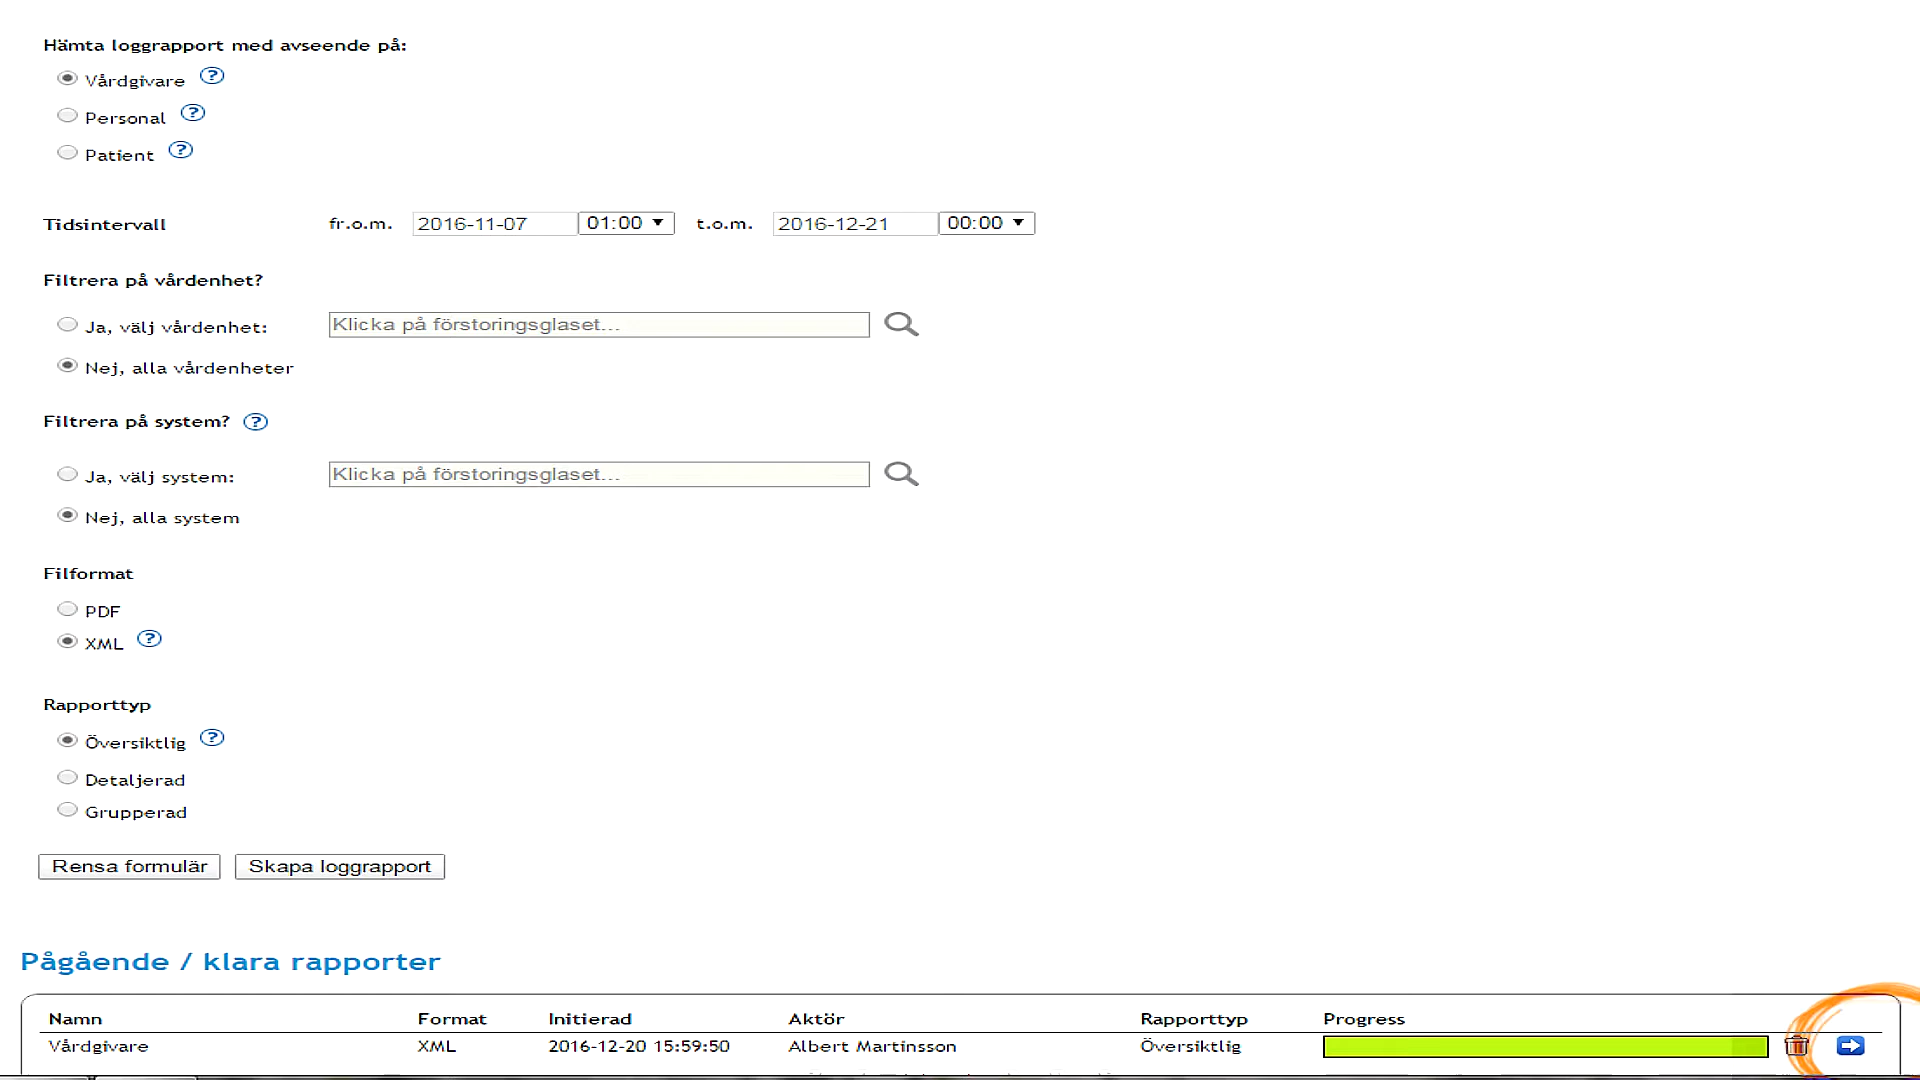 Hämta loggrapport med avseende på:
Vårdgivare ?
Personal ?
Patient ?
Tidsintervall fr.o.m. 2016-11-07 01:00 t.o.m. 2016-12-21 00:00
Filtrera på vårdenhet?
Ja, välj vårdenhet: Klicka på förstoringsglaset...
Nej, alla vårdenheter
Filtrera på system? ?
Ja, välj system: Klicka på förstoringsglaset...
Nej, alla system
Filformat
PDF
XML ?
Rapporttyp
Översiktlig ?
Detaljerad
Grupperad
Rensa formulär Skapa loggrapport
Pågående / klara rapporter
Namn Format Initierad Aktör Rapporttyp Progress
Vårdgivare XML 2016-12-20 15:59:50 Albert Martinsson Översiktlig